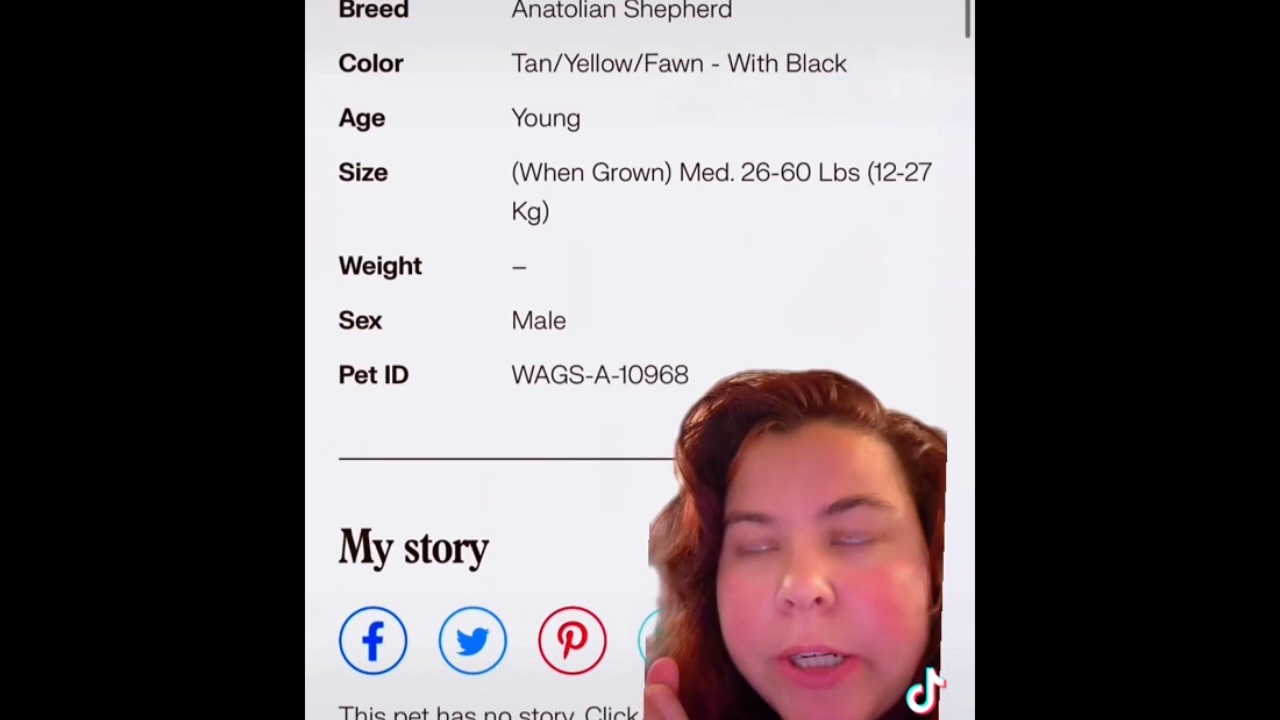 Breed Anatolian Shepherd
Color Tan/Yellow/Fawn - With Black
Age Young
Size (When Grown) Med. 26-60 Lbs (12-27
Kg)
Weight –
Sex Male
Pet ID WAGS-A-10968
My story
This pet has no story. Click